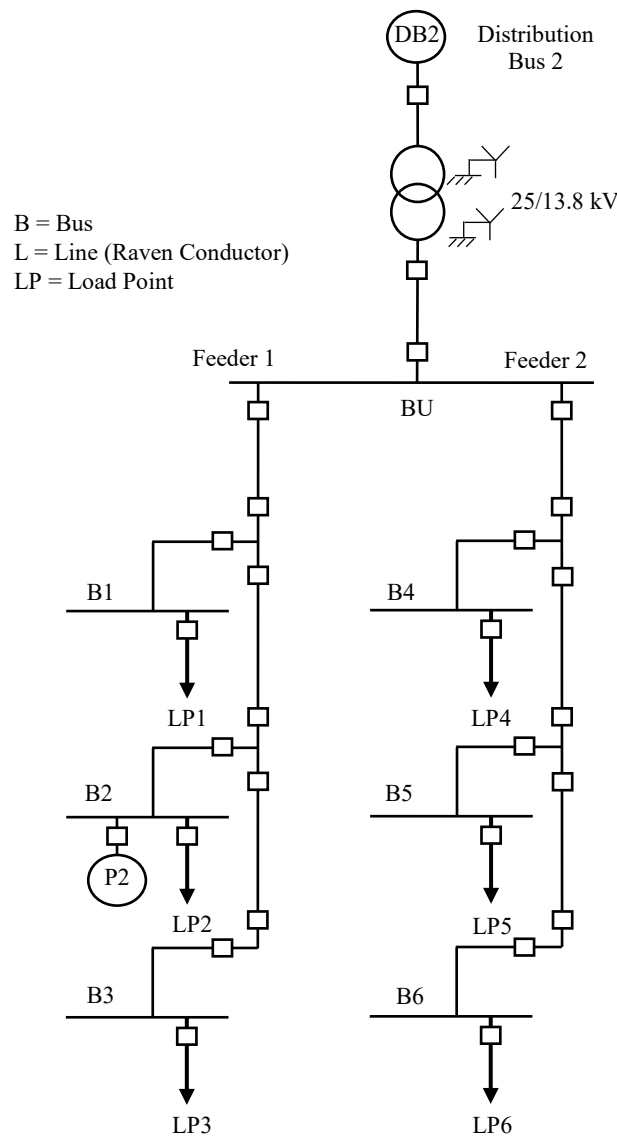 DB2
Distribution
Bus 2
25/13.8 kV
B = Bus
L = Line (Raven Conductor)
LP = Load Point
Feeder 1
Feeder 2
BU
B1
B4
LP1
LP4
B2
B5
P2
LP2
LP5
B3
B6
LP3
LP6